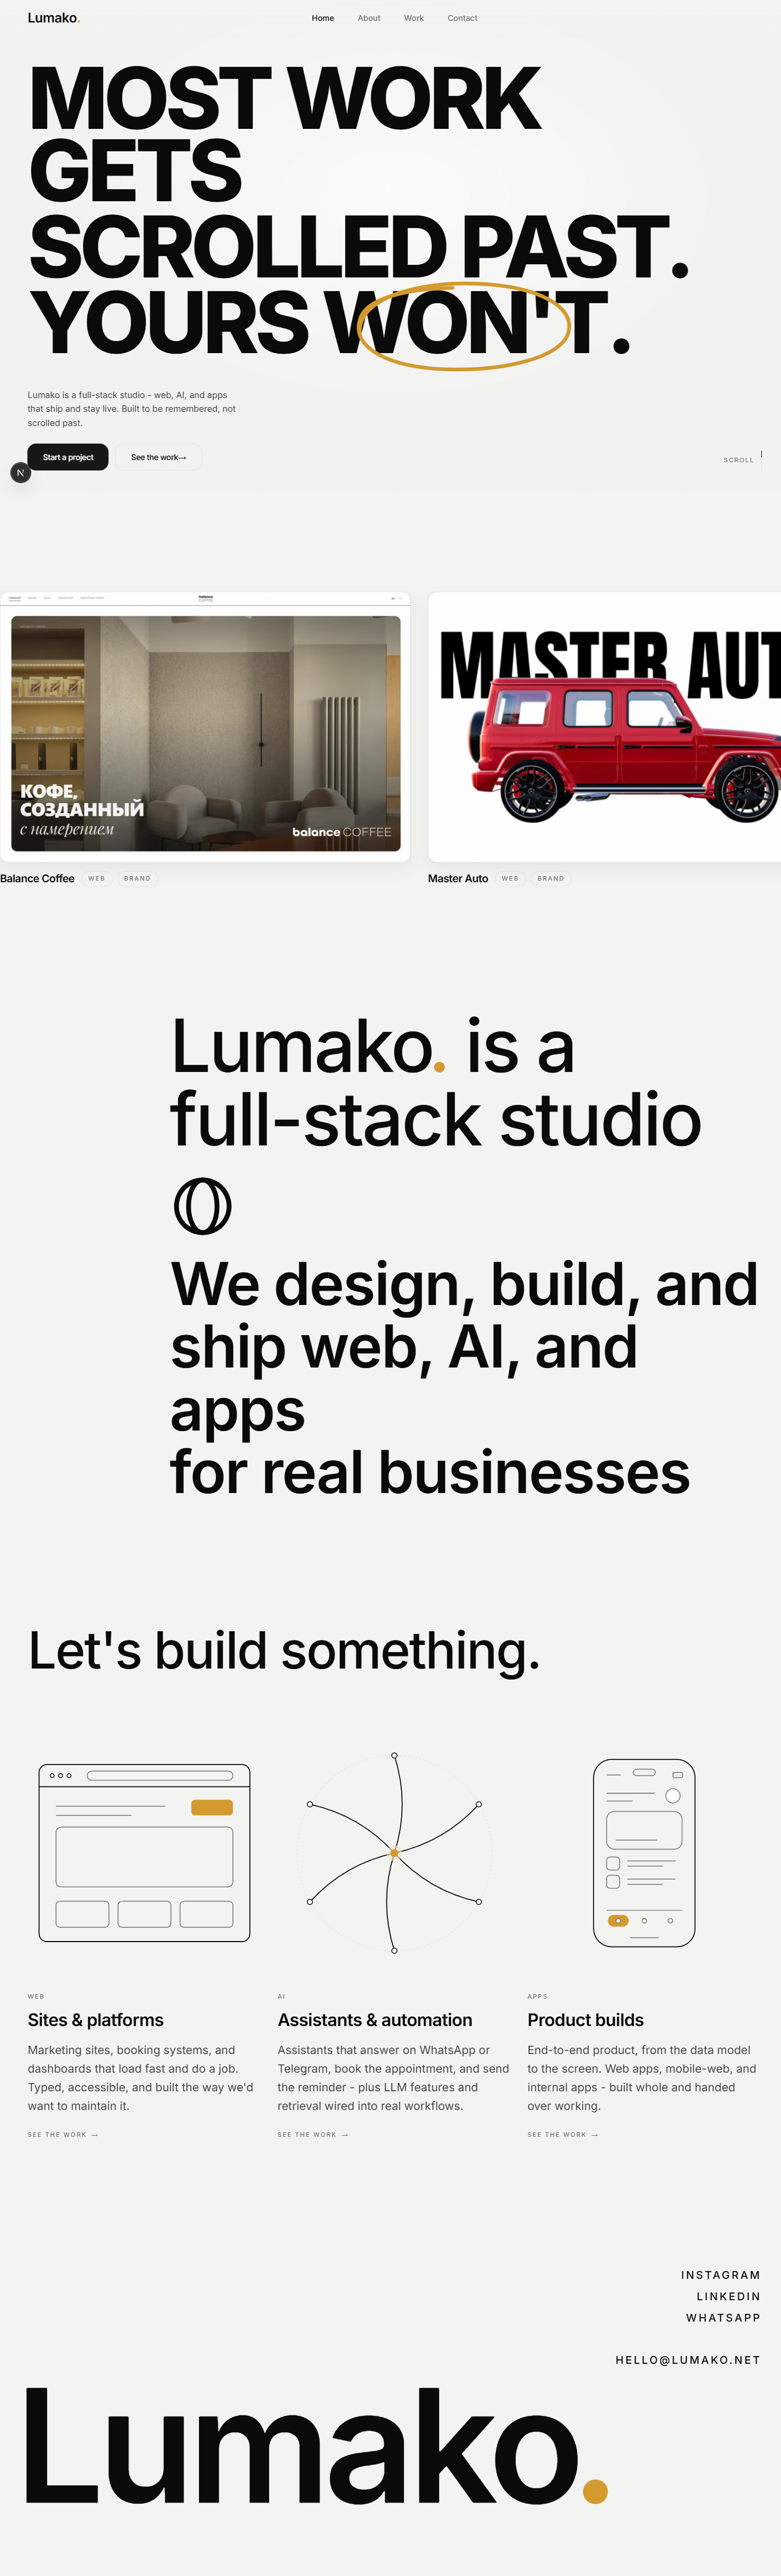 Lumako.
Home About Work Contact
MOST WORK
GETS
SCROLLED PAST.
YOURS WON'T.
Lumako is a full-stack studio - web, AI, and apps
that ship and stay live. Built to be remembered, not
scrolled past.
Start a project
See the work→
N
SCROLL
balance
COFFEE
КОФЕ,
СОЗДАННЫЙ
с намерением
balance COFFEE
MASTER AUT
Balance Coffee WEB BRAND
Master Auto WEB BRAND
Lumako. is a
full-stack studio
We design, build, and
ship web, AI, and
apps
for real businesses
Let's build something.
WEB
Sites & platforms
Marketing sites, booking systems, and
dashboards that load fast and do a job.
Typed, accessible, and built the way we'd
want to maintain it.
SEE THE WORK →
AI
Assistants & automation
Assistants that answer on WhatsApp or
Telegram, book the appointment, and send
the reminder - plus LLM features and
retrieval wired into real workflows.
SEE THE WORK →
APPS
Product builds
End-to-end product, from the data model
to the screen. Web apps, mobile-web, and
internal apps - built whole and handed
over working.
SEE THE WORK →
INSTAGRAM
LINKEDIN
WHATSAPP
HELLO@LUMAKO.NET
Lumako.